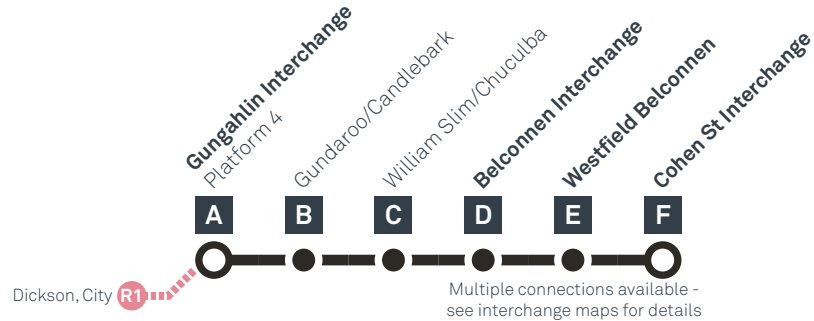 Gungahlin Interchange
Platform 4
Gundaroo/Candlebark
William Slim/Chuculba
Belconnen Interchange
Westfield Belconnen
Cohen St Interchange
A B C D E F
Dickson, City R1
Multiple connections available -
see interchange maps for details